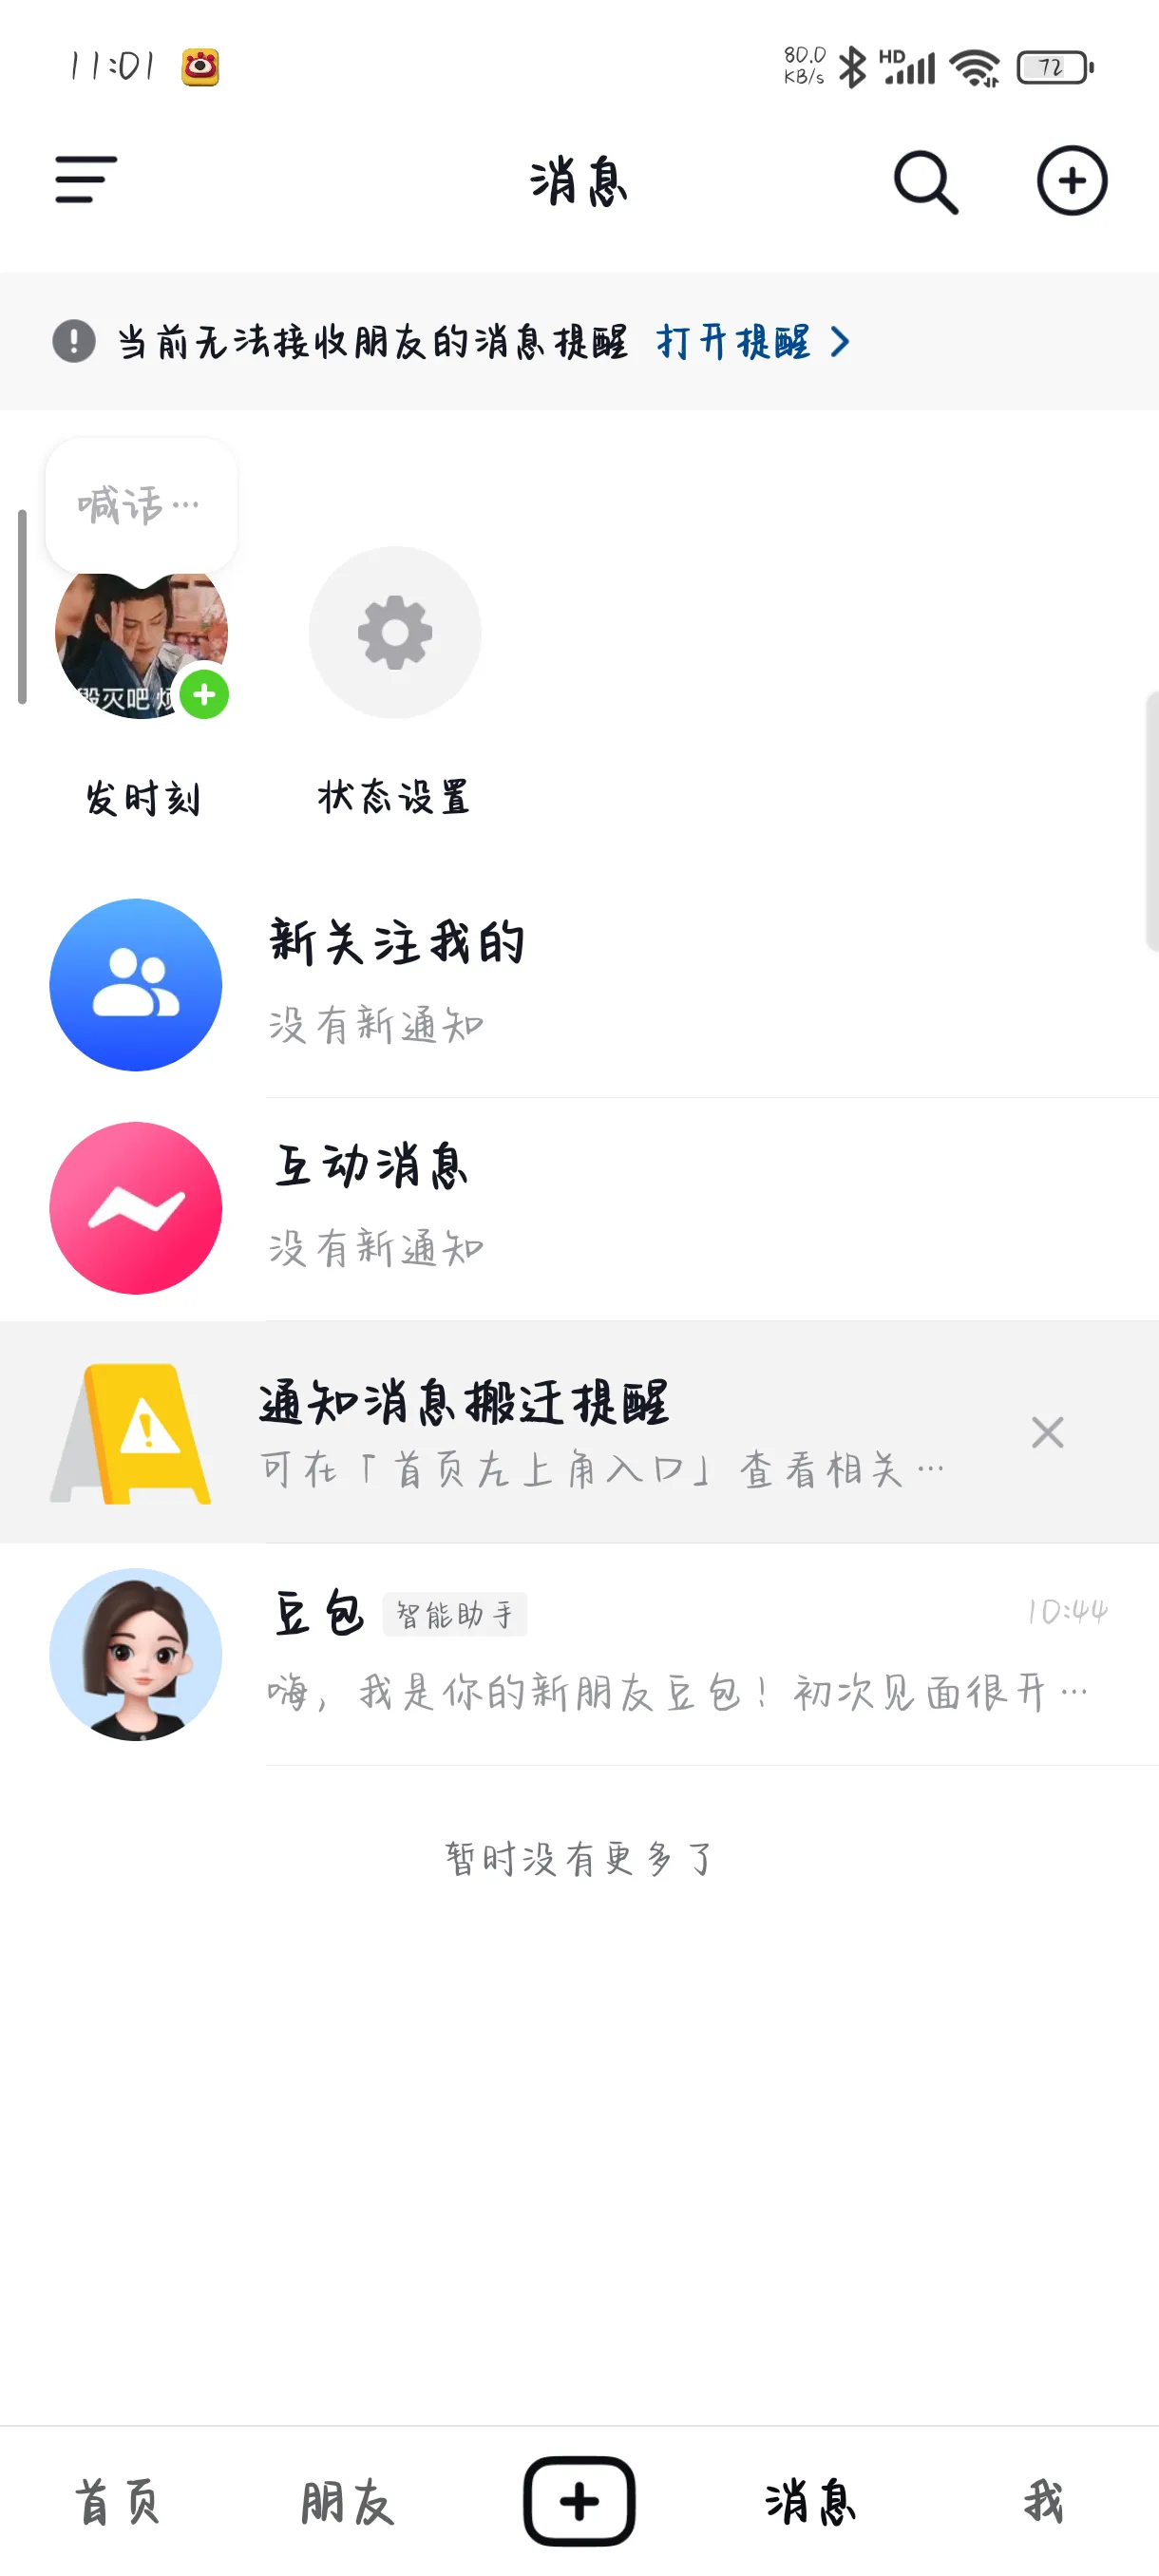 11:01
80.0
KB/s
HD
72
消息
当前无法接收朋友的消息提醒 打开提醒
喊话…
毁灭吧 烦
发时刻
状态设置
新关注我的
没有新通知
互动消息
没有新通知
通知消息搬迁提醒
可在「首页左上角入口」查看相关…
豆包 智能助手 10:44
嗨，我是你的新朋友豆包！初次见面很开…
暂时没有更多了
首页 朋友 消息 我